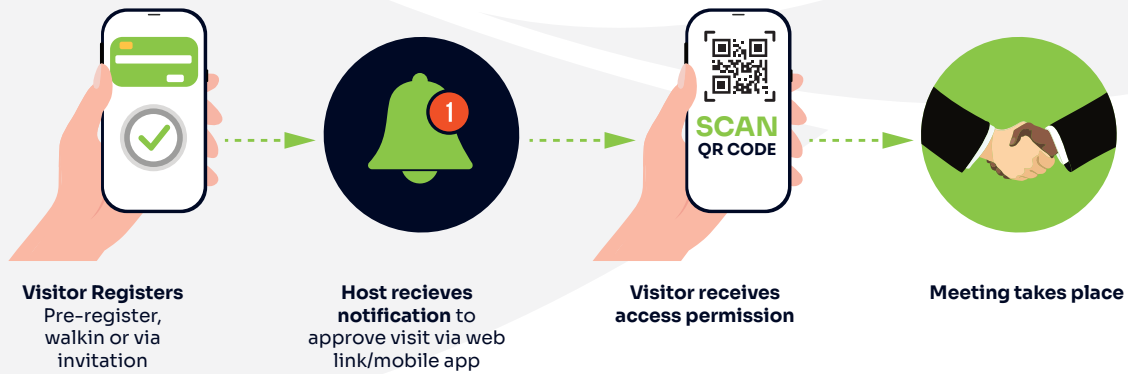 1
SCAN
QR CODE
Visitor Registers
Pre-register,
walkin or via
invitation
Host recieves
notification to
approve visit via web
link/mobile app
Visitor receives
access permission
Meeting takes place